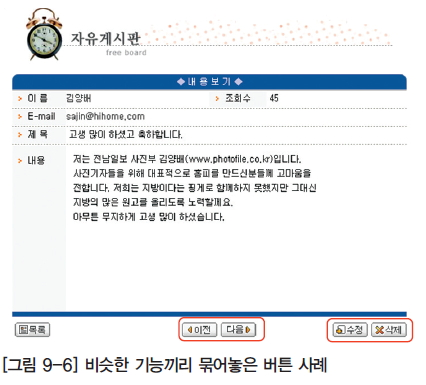 자유게시판
free board
◆ 내 용 보 기 ◆
> 이 름 김생배 > 조회수 45
> E-mail sajin@hihome.com
> 제 목 고생 많이 하셨고 축하합니다.
> 내용 저는 전남일보 사진부 김생배(www.photofile.co.kr)입니다.
사진기자들을 위해 대표적으로 홈피를 만드신분들께 고마움을
전합니다. 저희는 지방이다는 핑계로 함께하지 못했지만 그대신
지방의 많은 원고를 올리도록 노력할께요.
아무튼 무지하게 고생 많이 하셨습니다.
목록 이전 다음 수정 삭제
[그림 9-6] 비슷한 기능끼리 묶어놓은 버튼 사례